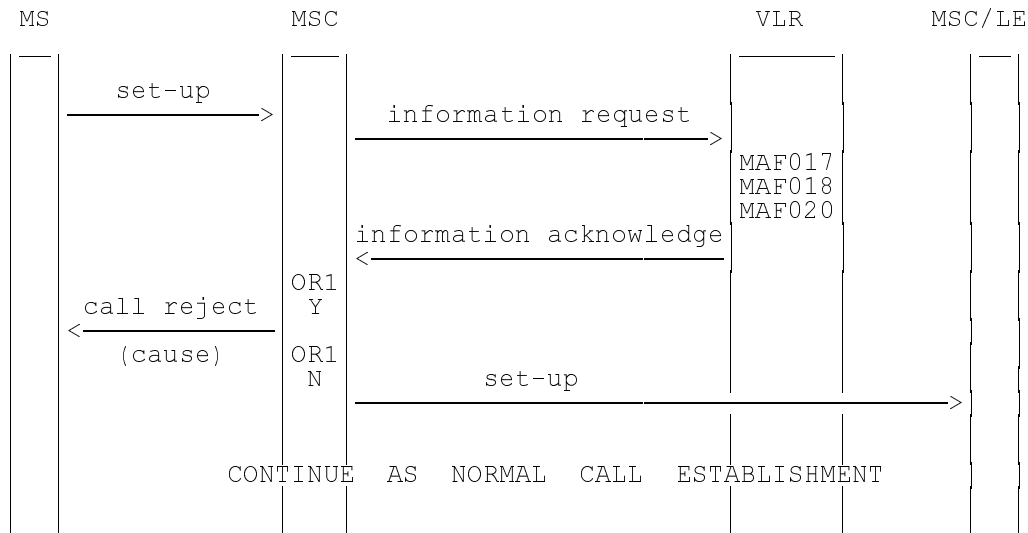 MS MSC VLR MSC/LE
set-up
information request
MAF017
MAF018
MAF020
information acknowledge
OR1
call reject Y
(cause) OR1
N set-up
CONTINUE AS NORMAL CALL ESTABLISHMENT